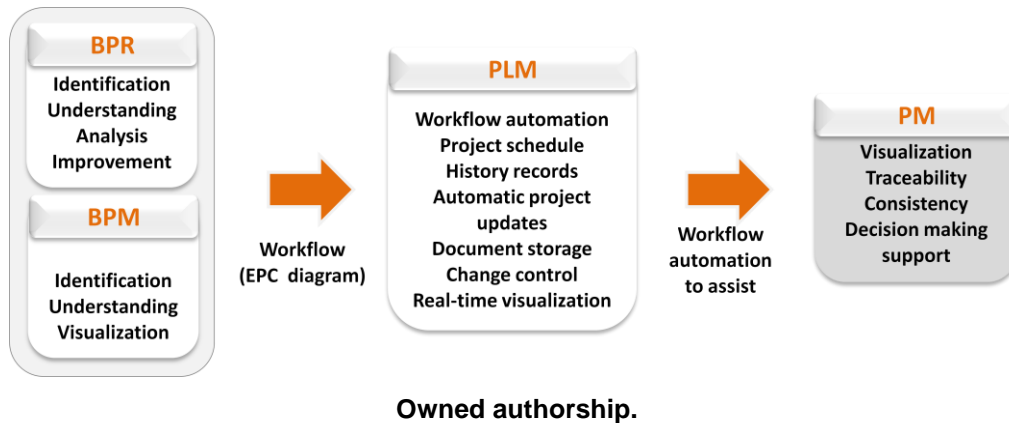 BPR
Identification
Understanding
Analysis
Improvement
BPM
Identification
Understanding
Visualization
Workflow
(EPC diagram)
PLM
Workflow automation
Project schedule
History records
Automatic project
updates
Document storage
Change control
Real-time visualization
Workflow
automation
to assist
PM
Visualization
Traceability
Consistency
Decision making
support
Owned authorship.